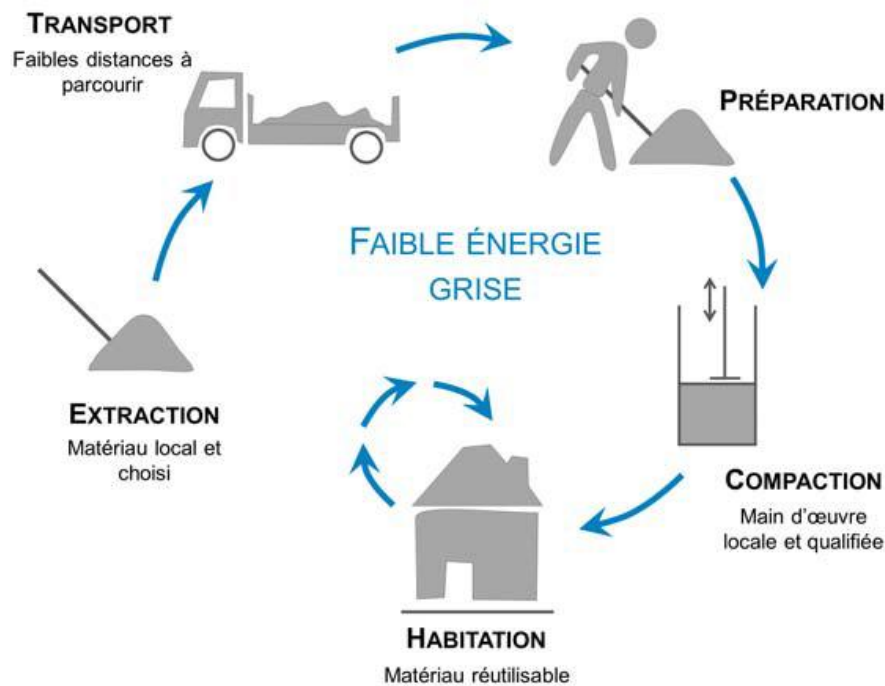 TRANSPORT
Faibles distances à
parcourir
PRÉPARATION
FAIBLE ÉNERGIE
GRISE
EXTRACTION
Matériau local et
choisi
COMPACTION
Main d'œuvre
locale et qualifiée
HABITATION
Matériau réutilisable